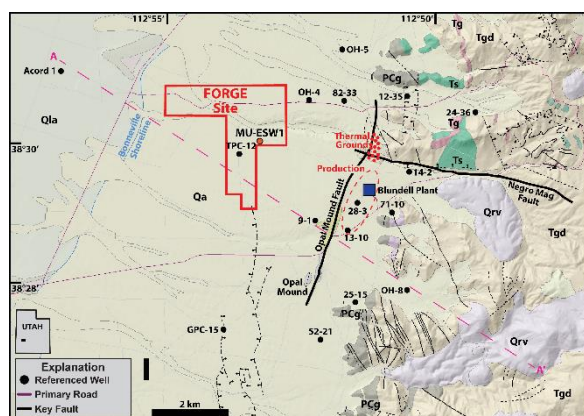 112°55'
112°50'
OH-5
Tg
Tgd
A
Acord 1
PCg
Ts
FORGE
Site
OH-4
82-33
12-35
24-36
Tg
Qla
Bonneville
Shoreline
MU-ESW1
TPC-12
Thermal
Ground
38°30'
Ts
Production
14-2
Negro Mag
Fault
Blundell Plant
Qa
28-3
71-10
Qrv
Tgd
9-1
Opal Mound Fault
13-10
Opal
Mound
38°28'
25-15
OH-8
PCg
UTAH
GPC-15
52-21
Qrv
Explanation
Referenced Well
Primary Road
Key Fault
A'
PCg
Tgd
2 km